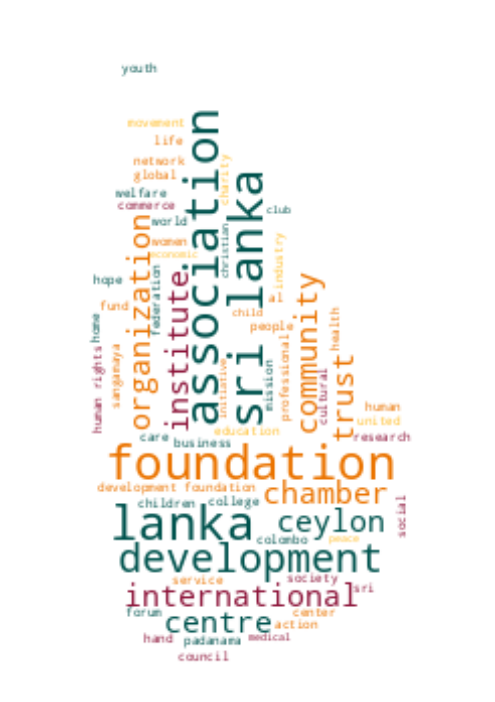 youth
movement
life
network
global
charity
welfare
commerce
association
sri lanka
club
world
organization
women
economic
christian
industry
hope
federation
institute
al
fund
child
community
people
home
health
human rights
sangamaya
initiative
mission
professional
cultural
trust
human
united
education
care
business
research
foundation
development foundation
chamber
children
college
social
lanka
ceylon
colombo
peace
development
service
society
international
sri
forum
center
centre
action
hand
padanama
medical
council